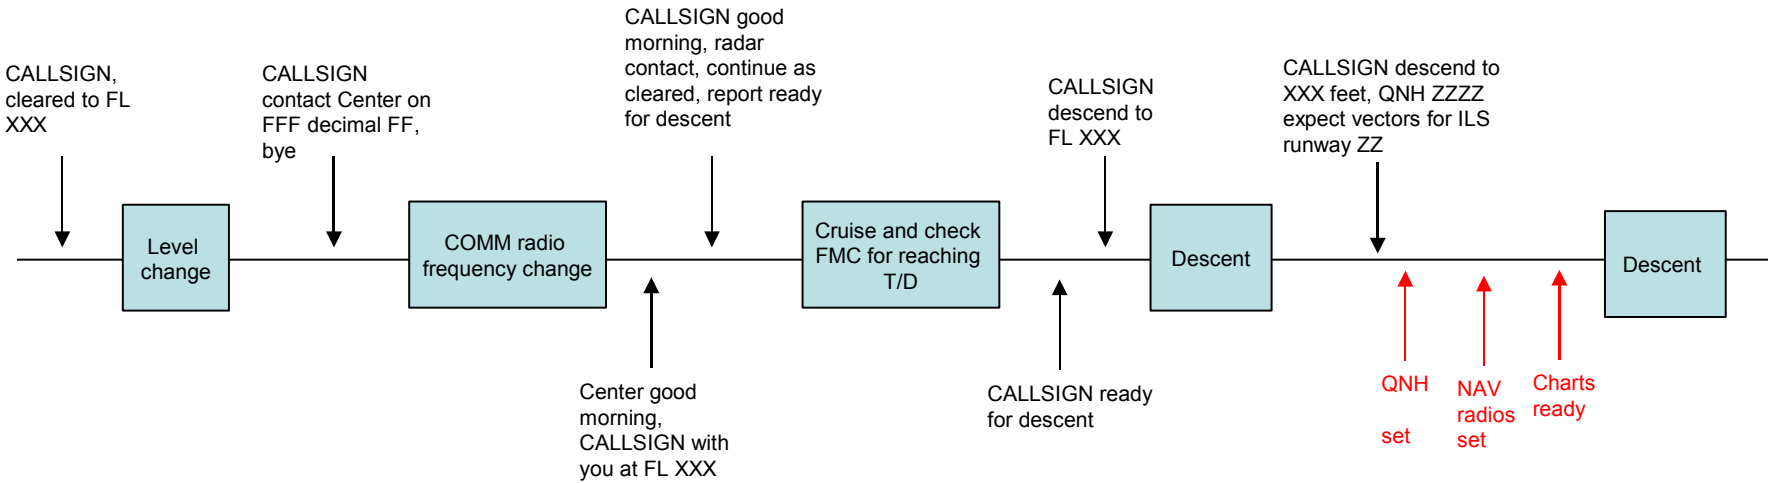 CALLSIGN,
cleared to FL
XXX
CALLSIGN
contact Center on
FFF decimal FF,
bye
CALLSIGN good
morning, radar
contact, continue as
cleared, report ready
for descent
CALLSIGN
descend to
FL XXX
CALLSIGN descend to
XXX feet, QNH ZZZZ
expect vectors for ILS
runway ZZ
Level
change
COMM radio
frequency change
Cruise and check
FMC for reaching
T/D
Descent
Descent
Center good
morning,
CALLSIGN with
you at FL XXX
CALLSIGN ready
for descent
QNH
set
NAV
radios
set
Charts
ready